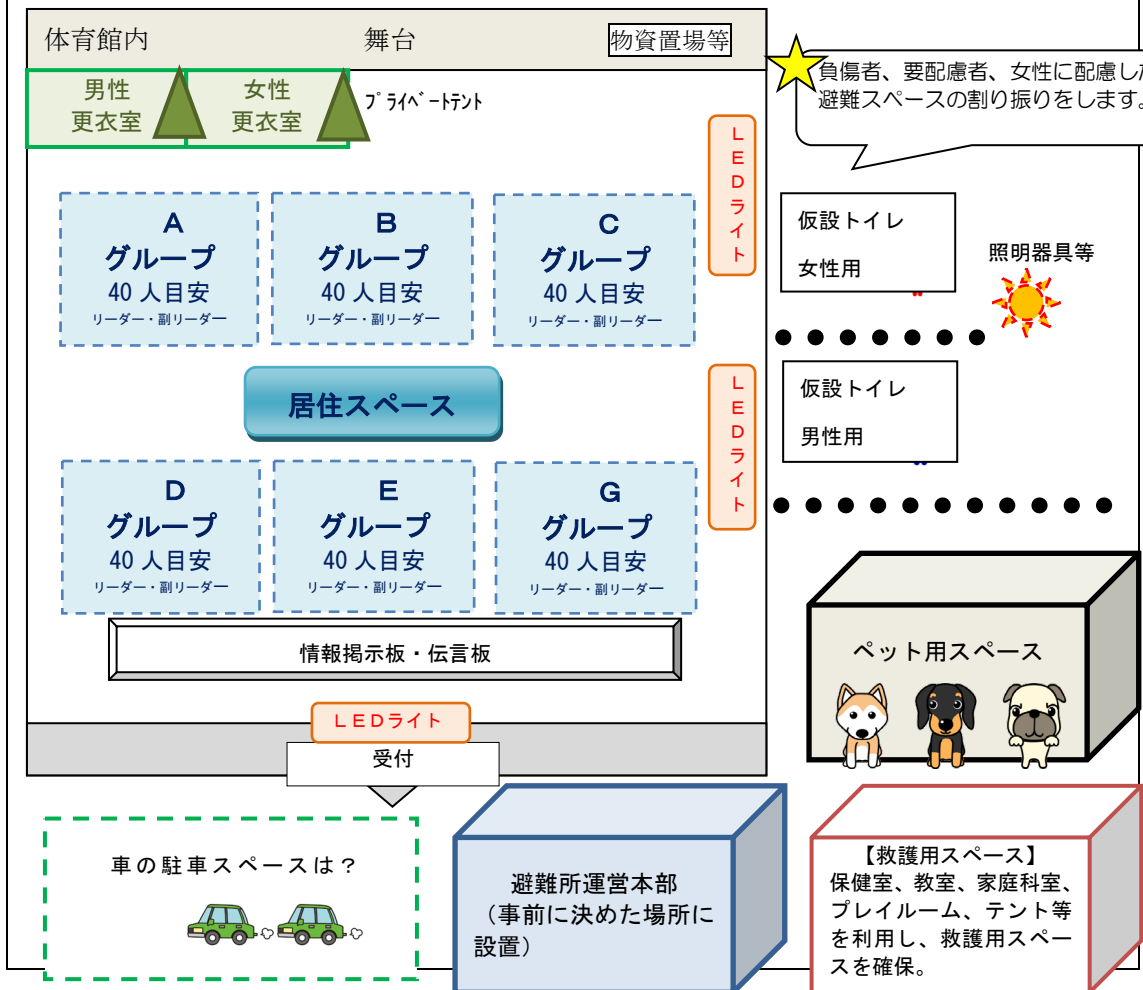 体育館内
舞台
物資置場等
男性
更衣室
女性
更衣室
プライベートテント
負傷者、要配慮者、女性に配慮した
避難スペースの割り振りをします。
LEDライト
A
グループ
40人目安
リーダー・副リーダー
B
グループ
40人目安
リーダー・副リーダー
C
グループ
40人目安
リーダー・副リーダー
仮設トイレ
女性用
照明器具等
居住スペース
LEDライト
仮設トイレ
男性用
D
グループ
40人目安
リーダー・副リーダー
E
グループ
40人目安
リーダー・副リーダー
G
グループ
40人目安
リーダー・副リーダー
情報掲示板・伝言板
ペット用スペース
LEDライト
受付
車の駐車スペースは?
避難所運営本部
(事前に決めた場所に
設置)
【救護用スペース】
保健室、教室、家庭科室、
プレイルーム、テント等
を利用し、救護用スペー
スを確保。